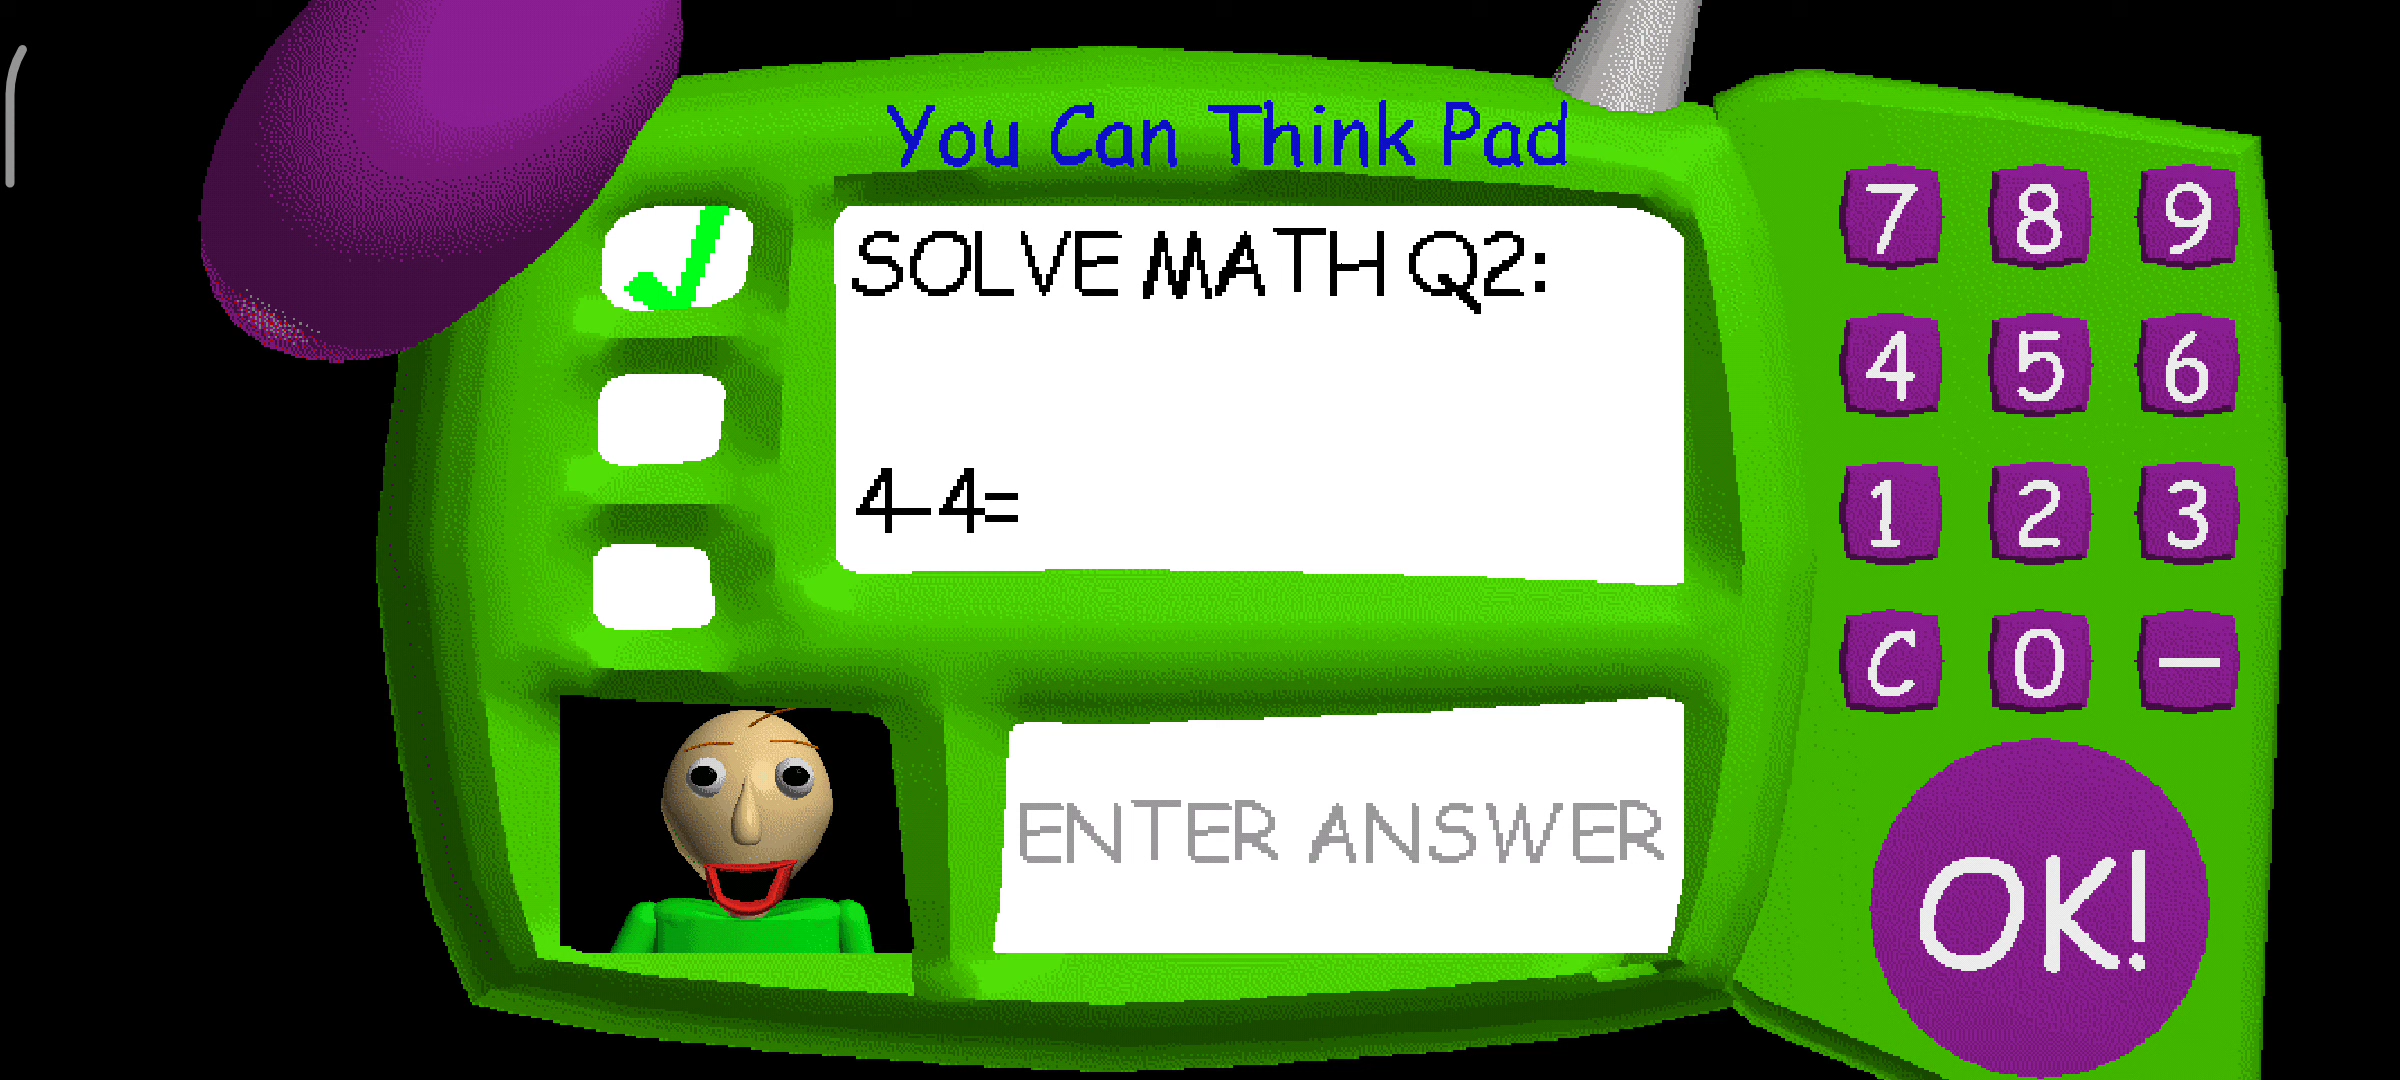 You Can Think Pad
SOLVE MATH Q2:
4-4=
ENTER ANSWER
7 8 9
4 5 6
1 2 3
C 0 -
OK!